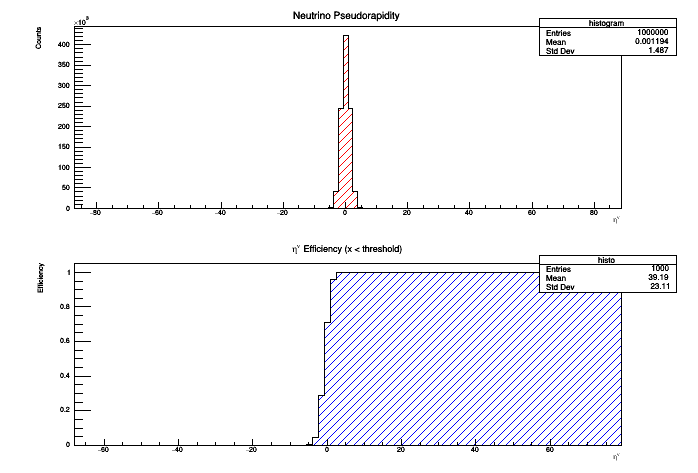 Neutrino Pseudorapidity
×10³
Counts
histogram
Entries 1000000
Mean 0.001194
Std Dev 1.487
400
350
300
250
200
150
100
50
0
-80 -60 -40 -20 0 20 40 60 80
ηᵛ
ηᵛ Efficiency (x < threshold)
Efficiency
histo
Entries 1000
Mean 39.19
Std Dev 23.11
1
0.8
0.6
0.4
0.2
0
-60 -40 -20 0 20 40 60
ηᵛ